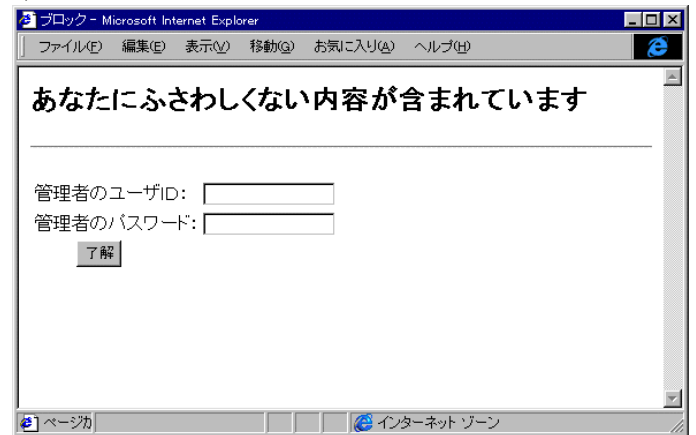 ブロック - Microsoft Internet Explorer
ファイル(F) 編集(E) 表示(V) 移動(G) お気に入り(A) ヘルプ(H)
あなたにふさわしくない内容が含まれています
管理者のユーザID:
管理者のパスワード:
了解
ページカ インターネット ゾーン